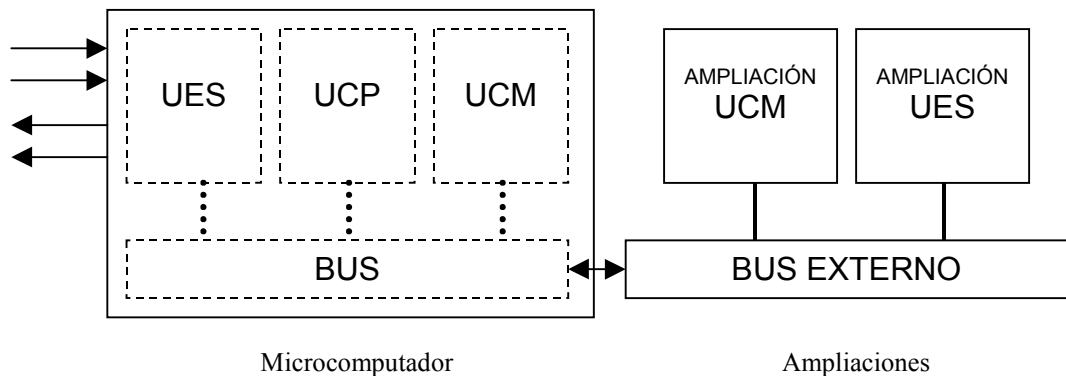 UES
UCP
UCM
AMPLIACIÓN
UCM
AMPLIACIÓN
UES
BUS
BUS EXTERNO
Microcomputador
Ampliaciones